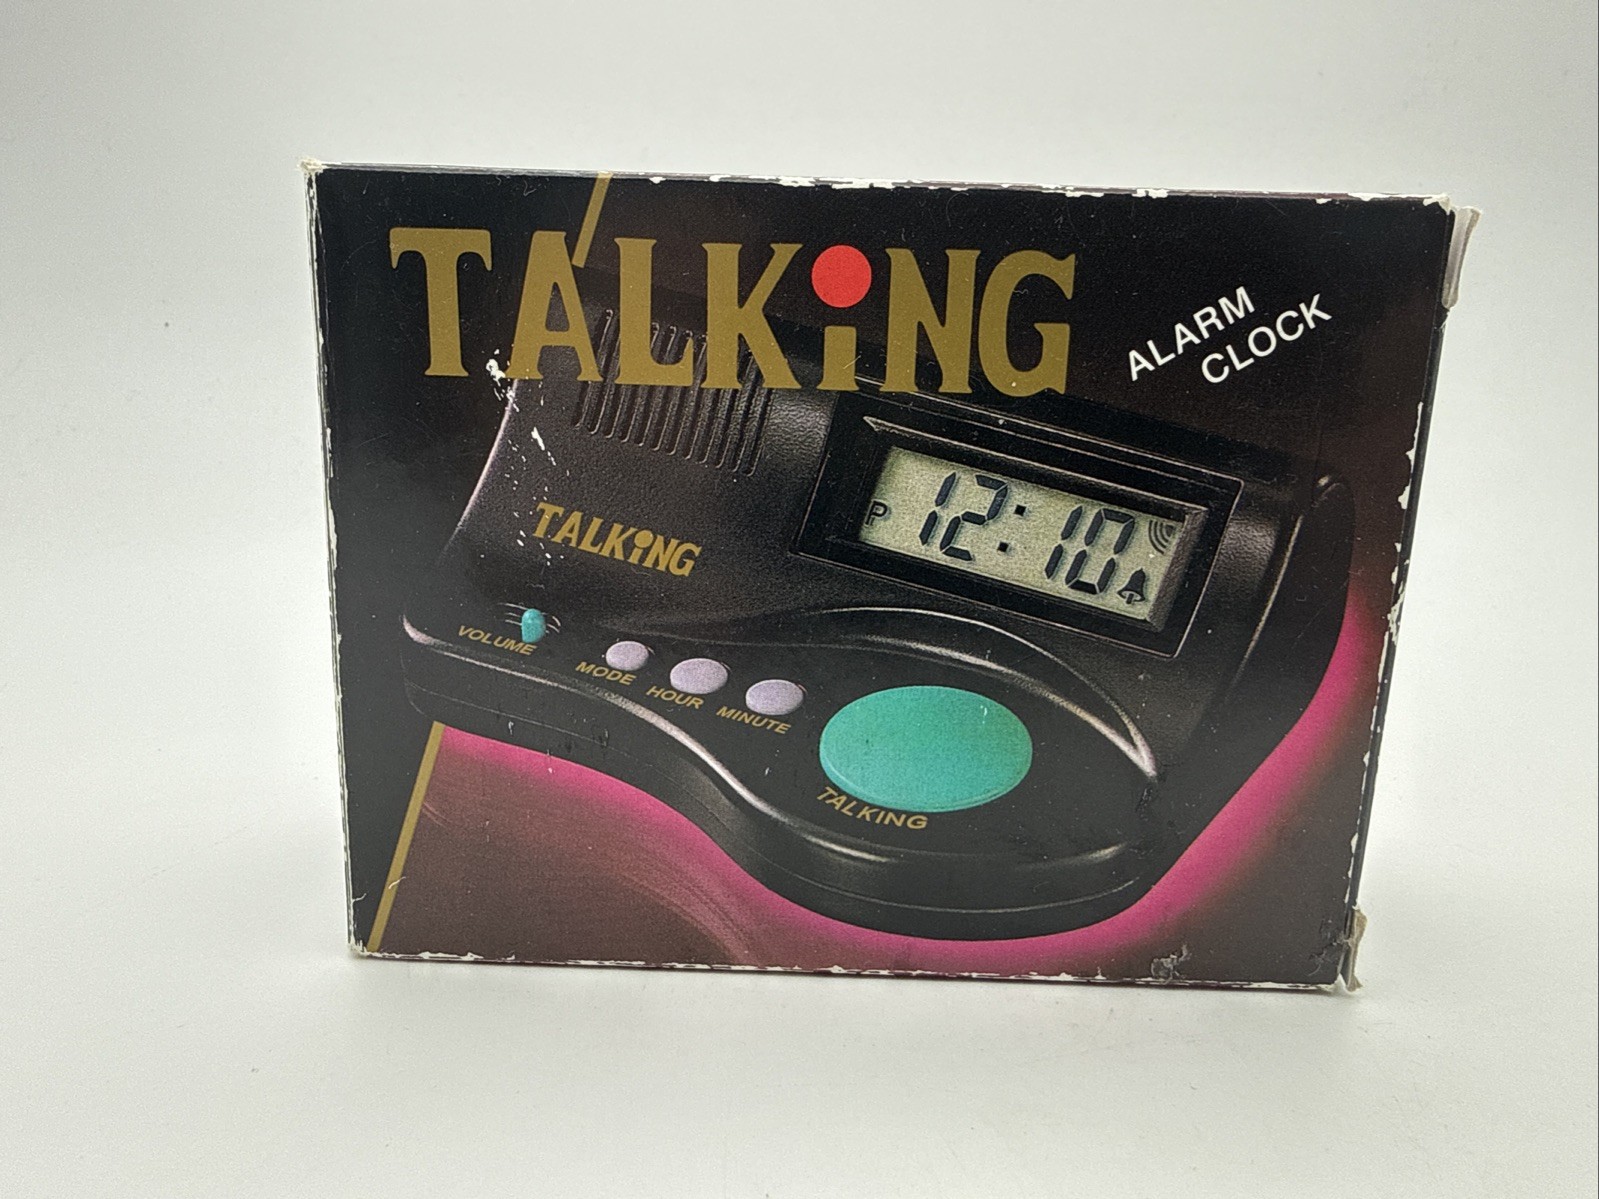 TALKiNG
ALARM
CLOCK
P 12:10
TALKiNG
VOLUME
MODE
HOUR
MINUTE
TALKING